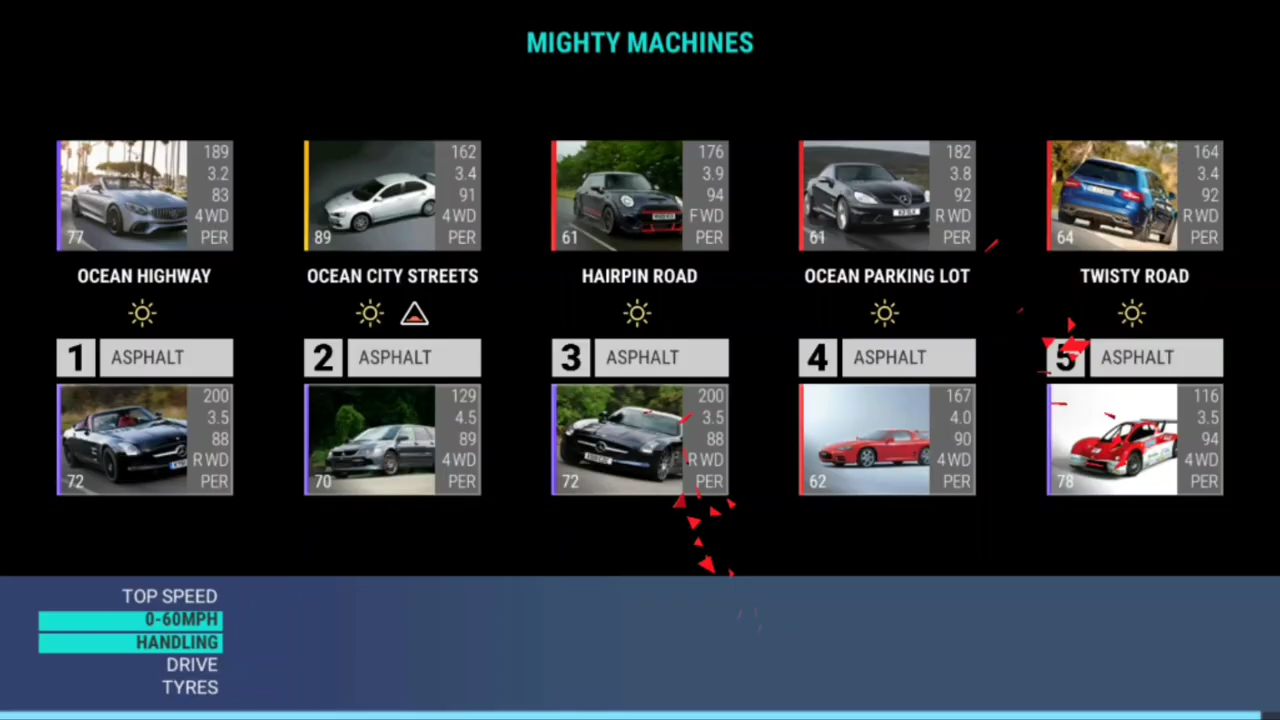 MIGHTY MACHINES
189
3.2
83
4WD
77 PER
162
3.4
91
4WD
89 PER
176
3.9
94
FWD
61 PER
182
3.8
92
RWD
61 PER
164
3.4
92
RWD
64 PER
OCEAN HIGHWAY
OCEAN CITY STREETS
HAIRPIN ROAD
OCEAN PARKING LOT
TWISTY ROAD
1 ASPHALT
2 ASPHALT
3 ASPHALT
4 ASPHALT
5 ASPHALT
200
3.5
88
RWD
72 PER
129
4.5
89
4WD
70 PER
200
3.5
88
RWD
72 PER
167
4.0
90
4WD
62 PER
116
3.5
94
4WD
78 PER
TOP SPEED
0-60MPH
HANDLING
DRIVE
TYRES